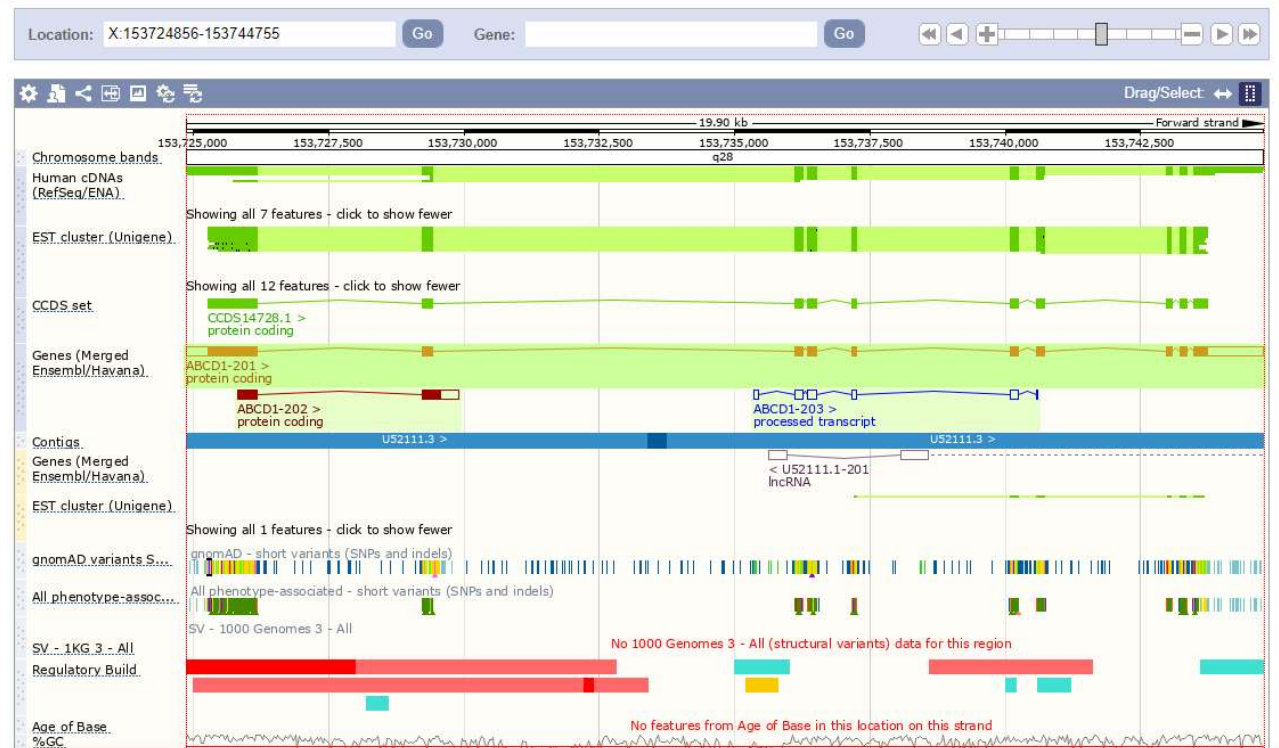 Location: X:153724856-153744755 Go Gene: Go
Drag/Select:
19.90 kb Forward strand
153,725,000 153,727,500 153,730,000 153,732,500 153,735,000 153,737,500 153,740,000 153,742,500
Chromosome bands q28
Human cDNAs
(RefSeq/ENA)
Showing all 7 features - click to show fewer
EST cluster (Unigene)
Showing all 12 features - click to show fewer
CCDS set
CCDS14728.1 >
protein coding
Genes (Merged
Ensembl/Havana)
ABCD1-201 >
protein coding
ABCD1-202 >
protein coding
ABCD1-203 >
processed transcript
Contigs U52111.3 > U52111.3 >
Genes (Merged
Ensembl/Havana)
< U52111.1-201
lncRNA
EST cluster (Unigene)
Showing all 1 features - click to show fewer
gnomAD variants S...
gnomAD - short variants (SNPs and indels)
All phenotype-assoc...
All phenotype-associated - short variants (SNPs and indels)
SV - 1000 Genomes 3 - All
SV - 1KG 3 - All
No 1000 Genomes 3 - All (structural variants) data for this region
Regulatory Build
Age of Base
No features from Age of Base in this location on this strand
%GC